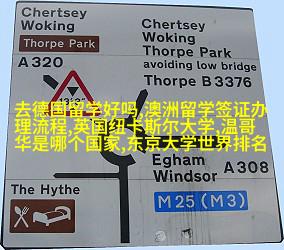 Chertsey
Woking
Thorpe Park
A320
Chertsey
Woking
Thorpe Park
avoiding low bridge
Thorpe B3376
去德国留学好吗,澳洲留学签证办
理流程,英国纽卡斯尔大学,温哥
华是哪个国家,东京大学世界排名
Egham
Windsor
A308
The Hythe
M25 (M3)